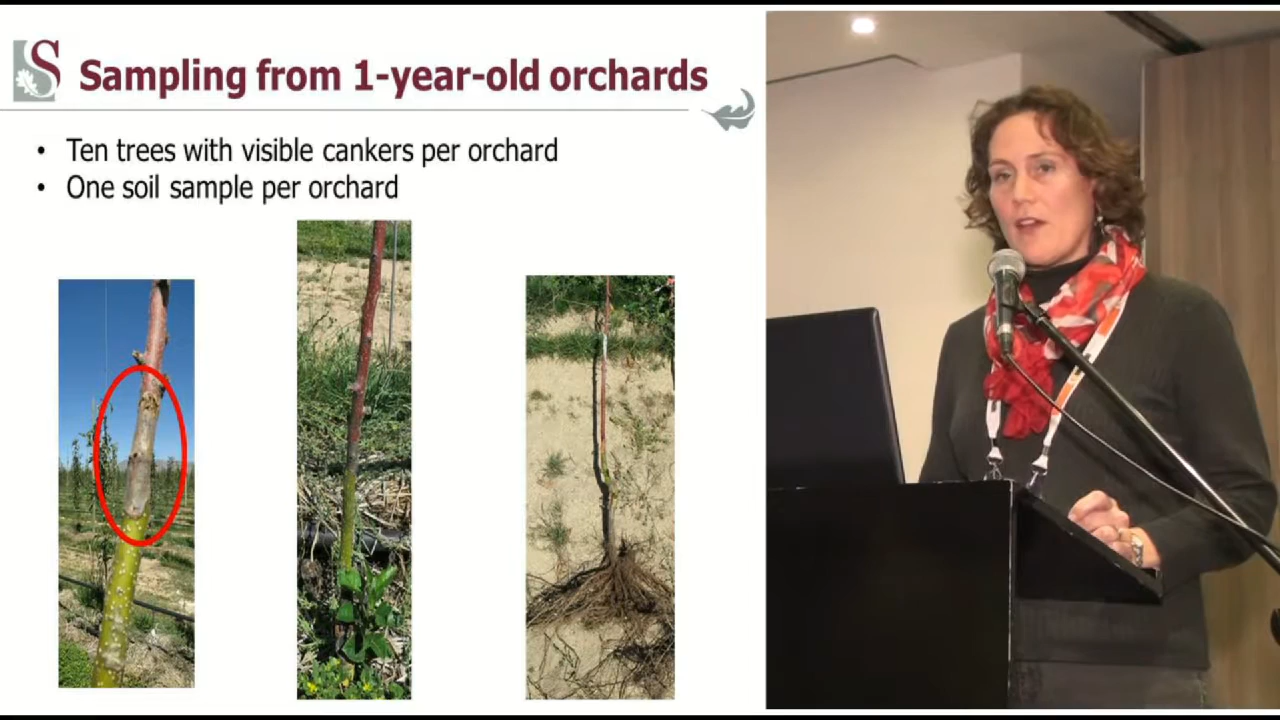 S
Sampling from 1-year-old orchards
• Ten trees with visible cankers per orchard
• One soil sample per orchard